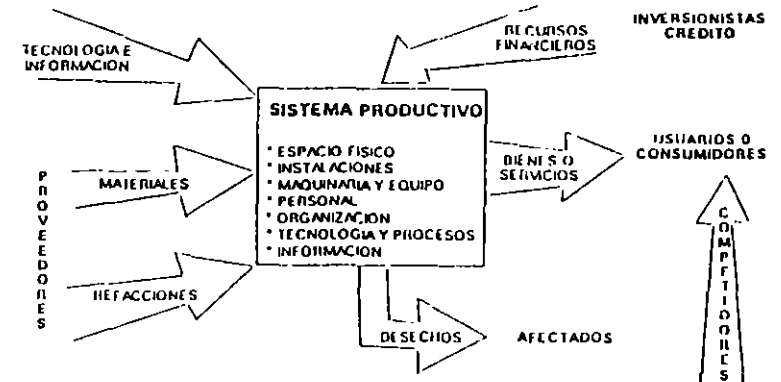 TECNOLOGIA E
INFORMACION
RECURSOS
FINANCIEROS
INVERSIONISTAS
CREDITO
SISTEMA PRODUCTIVO
* ESPACIO FISICO
* INSTALACIONES
* MAQUINARIA Y EQUIPO
* PERSONAL
* ORGANIZACION
* TECNOLOGIA Y PROCESOS
* INFORMACION
PROVEEDORES
MATERIALES
REFACCIONES
BIENES O
SERVICIOS
USUARIOS O
CONSUMIDORES
COMPETIDORES
DESECHOS
AFECTADOS